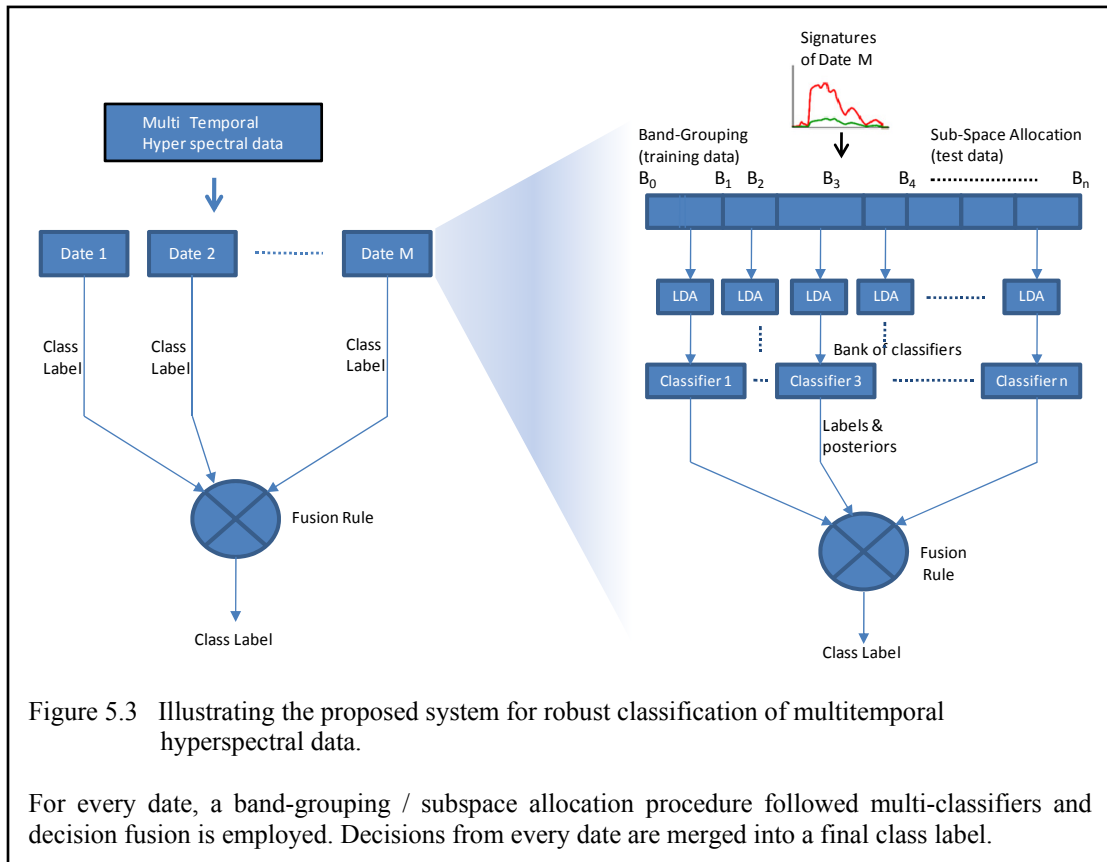 Multi Temporal
Hyper spectral data
Date 1
Date 2
Date M
Class
Label
Class
Label
Class
Label
Fusion Rule
Class Label
Signatures
of Date M
Band-Grouping
(training data)
Sub-Space Allocation
(test data)
B0 B1 B2 B3 B4 Bn
LDA LDA LDA LDA LDA
Bank of classifiers
Classifier 1 Classifier 3 Classifier n
Labels &
posteriors
Fusion
Rule
Class Label
Figure 5.3 Illustrating the proposed system for robust classification of multitemporal
hyperspectral data.
For every date, a band-grouping / subspace allocation procedure followed multi-classifiers and
decision fusion is employed. Decisions from every date are merged into a final class label.